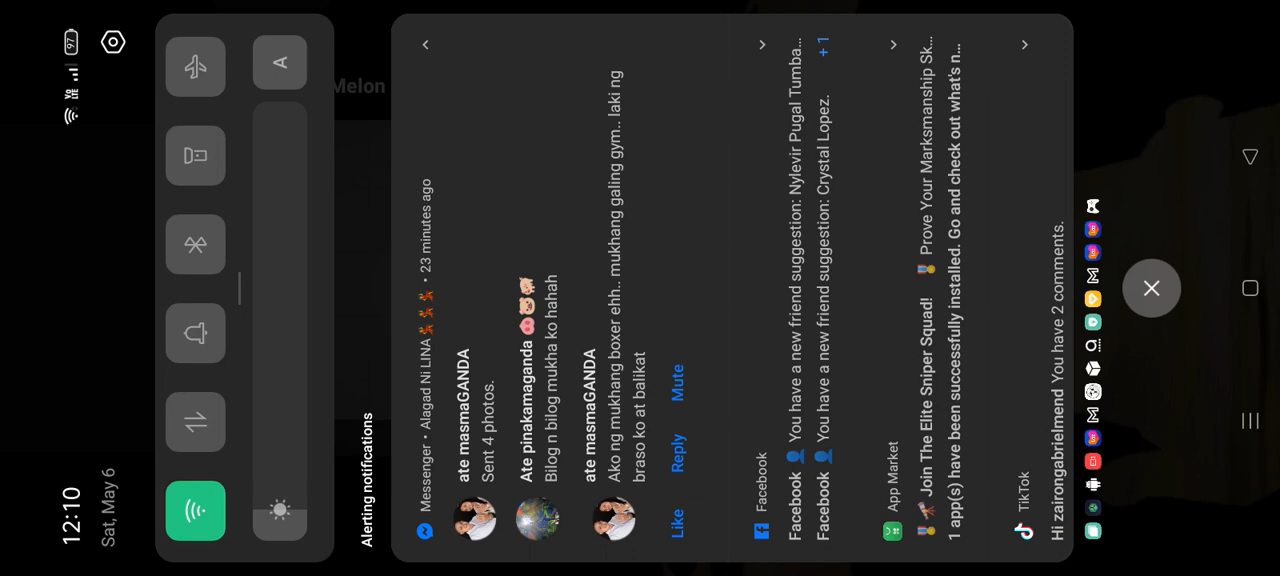 12:10
97
VO LTE
Sat, May 6
A
Melon
Alerting notifications
Messenger • Alagad Ni LINA💃💃💃 • 23 minutes ago
ate masmaGANDA
Sent 4 photos.
Ate pinakamaganda 🐽🐷🐖
Bilog n bilog mukha ko hahah
ate masmaGANDA
Ako ng mukhang boxer ehh.. mukhang galing gym.. laki ng
braso ko at balikat
Like Reply Mute
Facebook
Facebook 👤 You have a new friend suggestion: Nylevir Pugal Tumba...
Facebook 👤 You have a new friend suggestion: Crystal Lopez. +1
App Market
🎖️🔫 Join The Elite Sniper Squad! 🎖️ Prove Your Marksmanship Sk...
1 app(s) have been successfully installed. Go and check out what's n...
TikTok
Hi zairongabrielmend You have 2 comments.